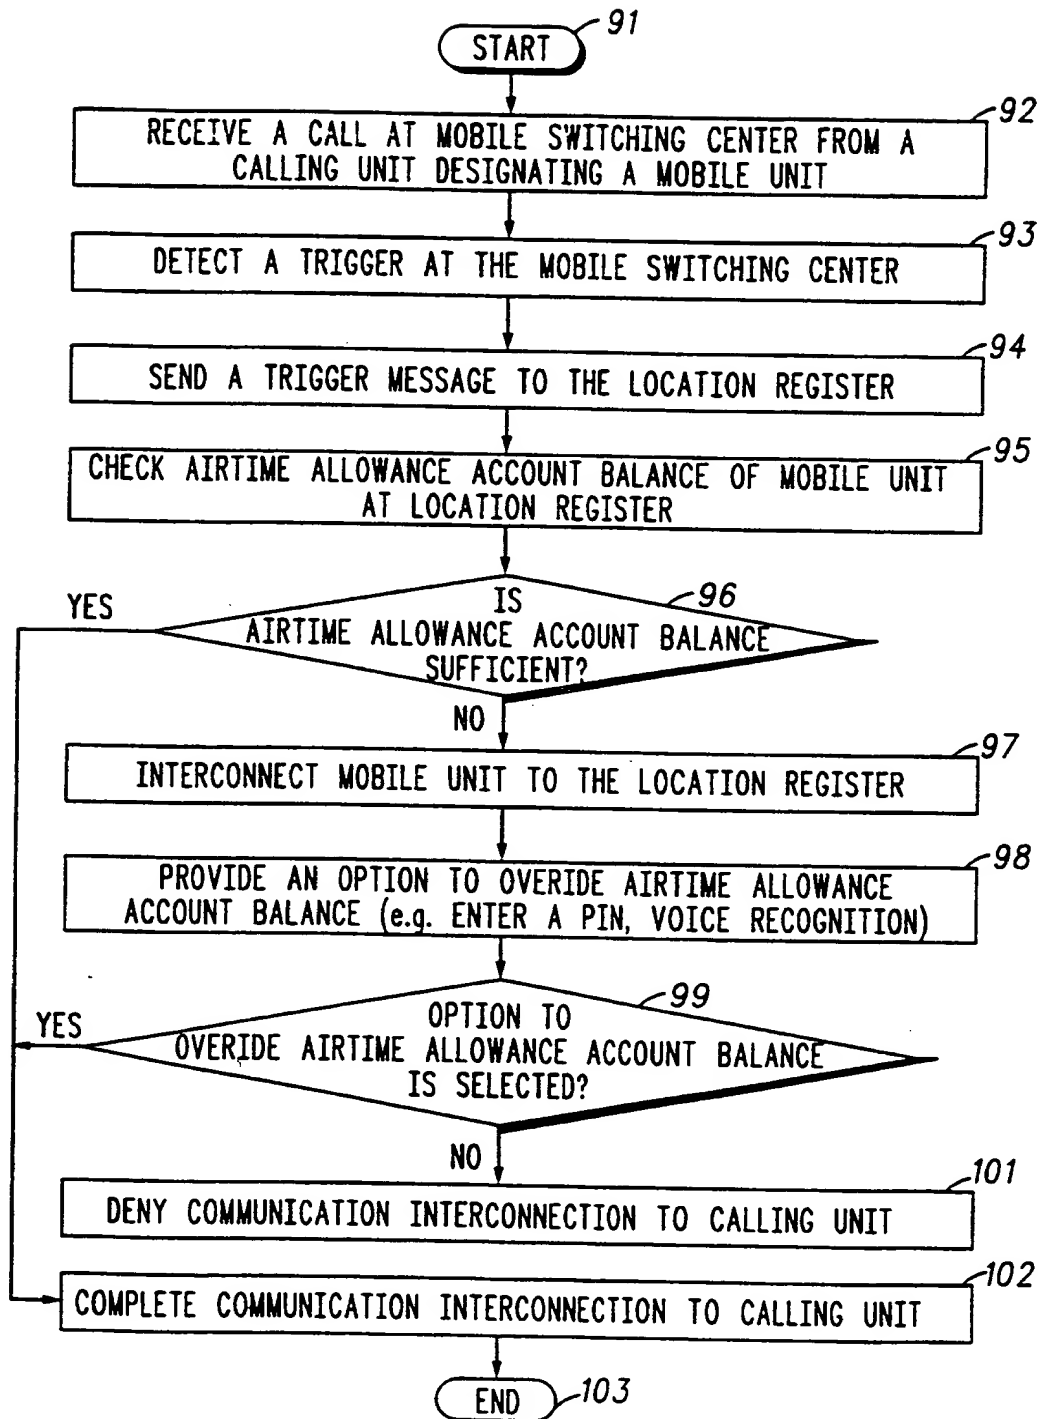 91
START
92
RECEIVE A CALL AT MOBILE SWITCHING CENTER FROM A
CALLING UNIT DESIGNATING A MOBILE UNIT
93
DETECT A TRIGGER AT THE MOBILE SWITCHING CENTER
94
SEND A TRIGGER MESSAGE TO THE LOCATION REGISTER
95
CHECK AIRTIME ALLOWANCE ACCOUNT BALANCE OF MOBILE UNIT
AT LOCATION REGISTER
96
YES
IS
AIRTIME ALLOWANCE ACCOUNT BALANCE
SUFFICIENT?
NO
97
INTERCONNECT MOBILE UNIT TO THE LOCATION REGISTER
98
PROVIDE AN OPTION TO OVERIDE AIRTIME ALLOWANCE
ACCOUNT BALANCE (e.g. ENTER A PIN, VOICE RECOGNITION)
99
YES
OPTION TO
OVERIDE AIRTIME ALLOWANCE ACCOUNT BALANCE
IS SELECTED?
NO
101
DENY COMMUNICATION INTERCONNECTION TO CALLING UNIT
102
COMPLETE COMMUNICATION INTERCONNECTION TO CALLING UNIT
END
103